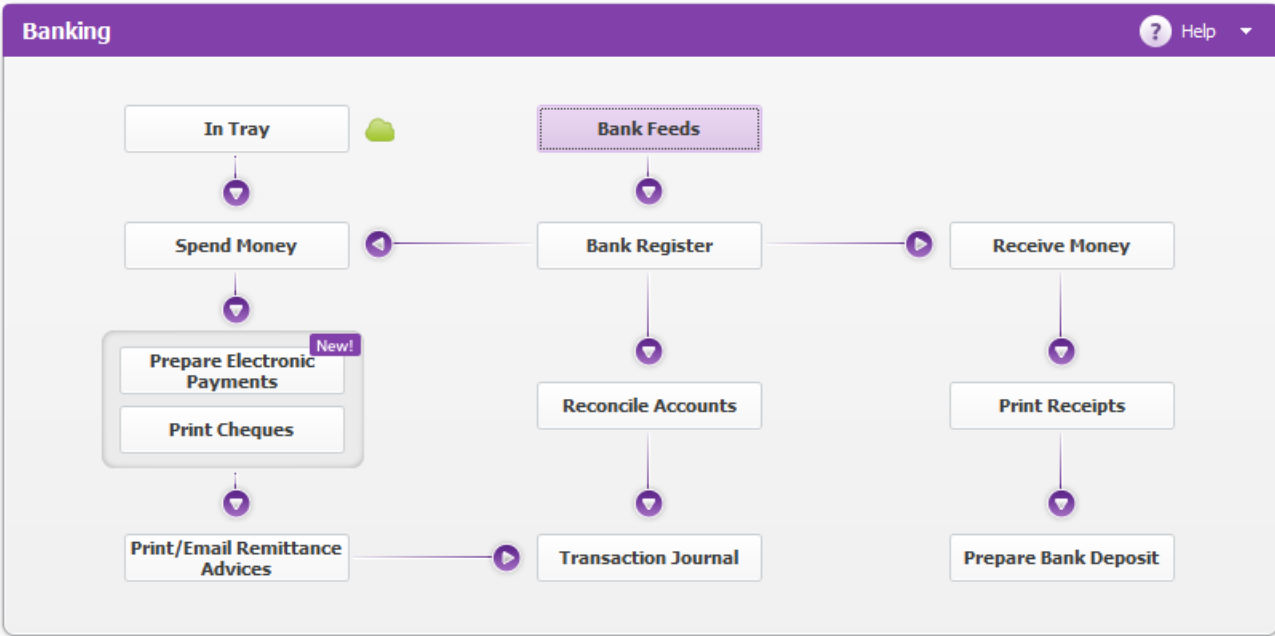 Banking
? Help
In Tray
Bank Feeds
Spend Money
Bank Register
Receive Money
New!
Prepare Electronic
Payments
Print Cheques
Reconcile Accounts
Print Receipts
Print/Email Remittance
Advices
Transaction Journal
Prepare Bank Deposit